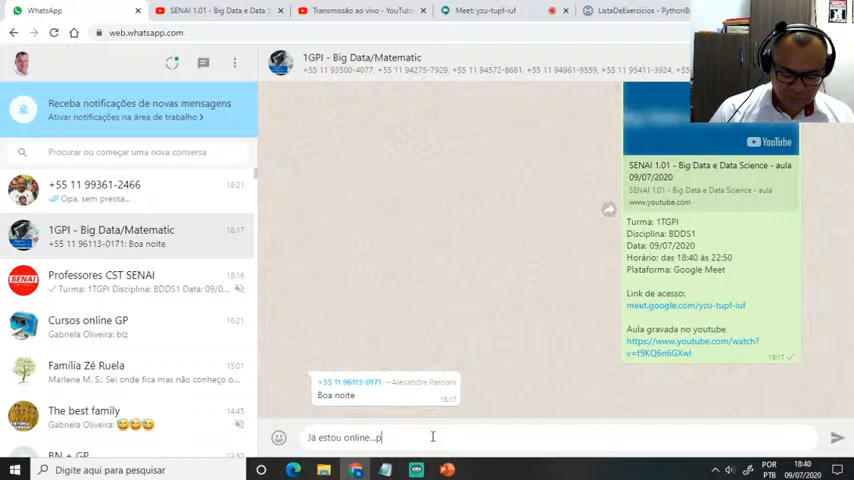 WhatsApp
SENAI 1.01 - Big Data e Data S
Transmissão ao vivo - YouTube
Meet: yzu-tupf-iuf
ListaDeExercicios - PythonBr
web.whatsapp.com
Receba notificações de novas mensagens
Ativar notificações na área de trabalho >
Procurar ou começar uma nova conversa
+55 11 99361-2466
18:21
Opa, sem pressa...
1GPI - Big Data/Matematic
18:17
+55 11 96113-0171: Boa noite
Professores CST SENAI
18:16
Turma: 1TGPI Disciplina: BDDS1 Data: 09/0...
Cursos online GP
16:21
Gabriela Oliveira: blz
Família Zé Ruela
15:01
Marlene M. S.: Sei onde fica mas não conheço o...
The best family
14:45
Gabriela Oliveira:
BN + GP
1GPI - Big Data/Matematic
+55 11 93500-4077, +55 11 94275-7929, +55 11 94572-8681, +55 11 94961-9559, +55 11 95411-3924,
YouTube
SENAI 1.01 - Big Data e Data Science - aula
09/07/2020
SENAI 1.01 - Big Data e Data Science - aula
www.youtube.com
Turma: 1TGPI
Disciplina: BDDS1
Data: 09/07/2020
Horário: das 18:40 às 22:50
Plataforma: Google Meet
Link de acesso:
meet.google.com/yzu-tupf-iuf
Aula gravada no youtube
https://www.youtube.com/watch?
v=t9KQ6n6GXwI
18:17
+55 11 96113-0171 ~Alexandre Pansani
Boa noite
18:17
Já estou online...p
Digite aqui para pesquisar
POR
PTB
18:40
09/07/2020